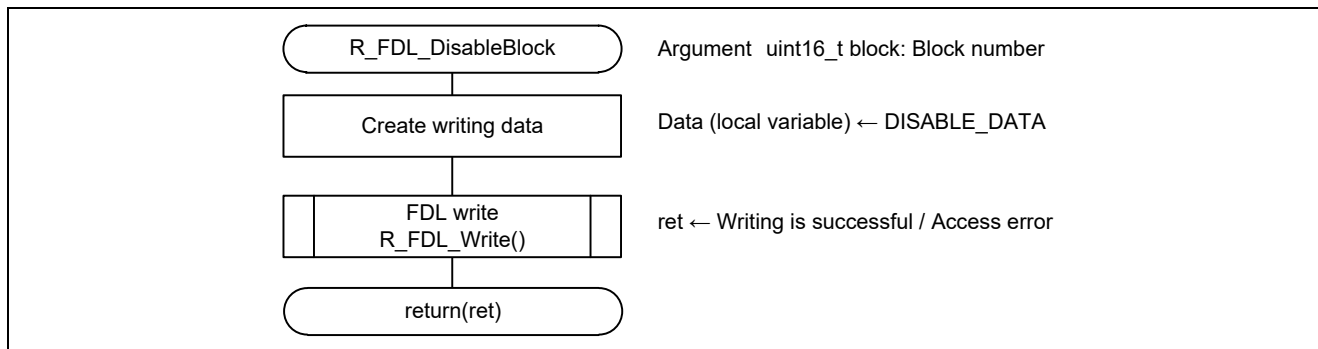 R_FDL_DisableBlock Argument uint16_t block: Block number
Create writing data Data (local variable) ← DISABLE_DATA
FDL write
R_FDL_Write() ret ← Writing is successful / Access error
return(ret)